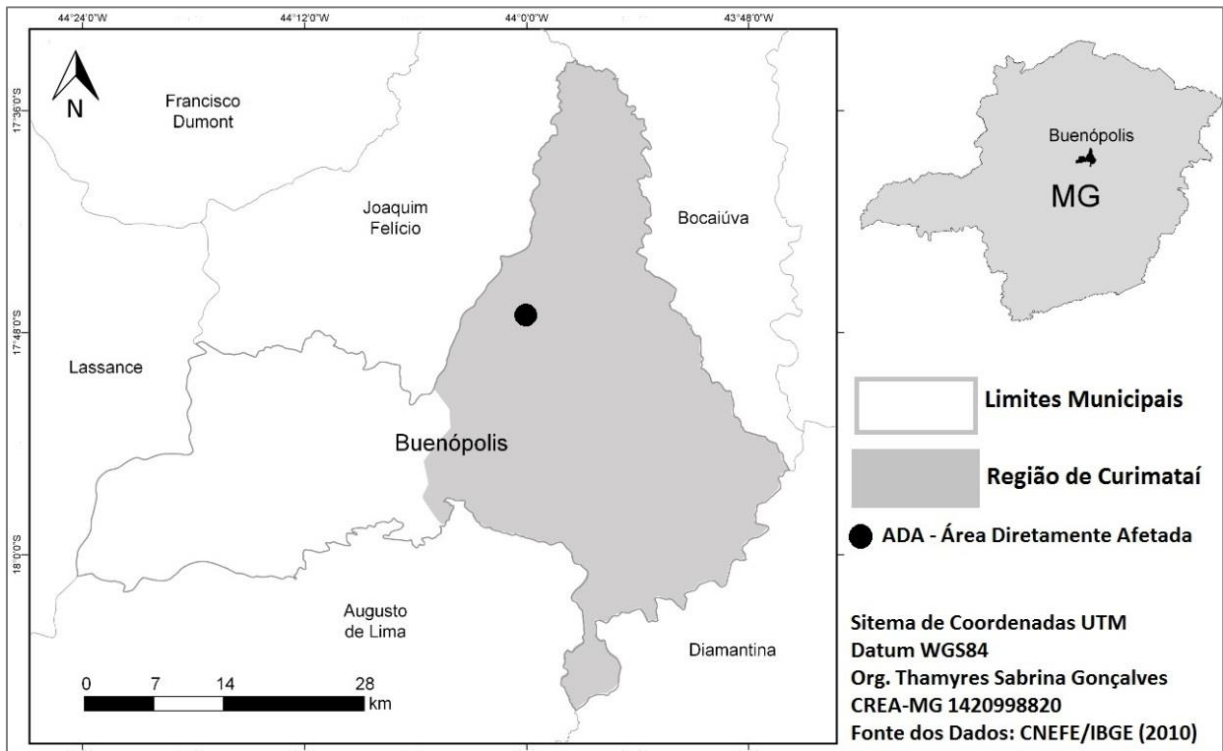 44°24'0"W
44°12'0"W
44°0'0"W
43°48'0"W
17°36'0"S
17°48'0"S
18°0'0"S
N
Francisco
Dumont
Joaquim
Felício
Bocaiúva
Lassance
Buenópolis
Augusto
de Lima
Diamantina
0 7 14 28
km
Buenópolis
MG
Limites Municipais
Região de Curimataí
ADA - Área Diretamente Afetada
Sitema de Coordenadas UTM
Datum WGS84
Org. Thamyres Sabrina Gonçalves
CREA-MG 1420998820
Fonte dos Dados: CNEFE/IBGE (2010)